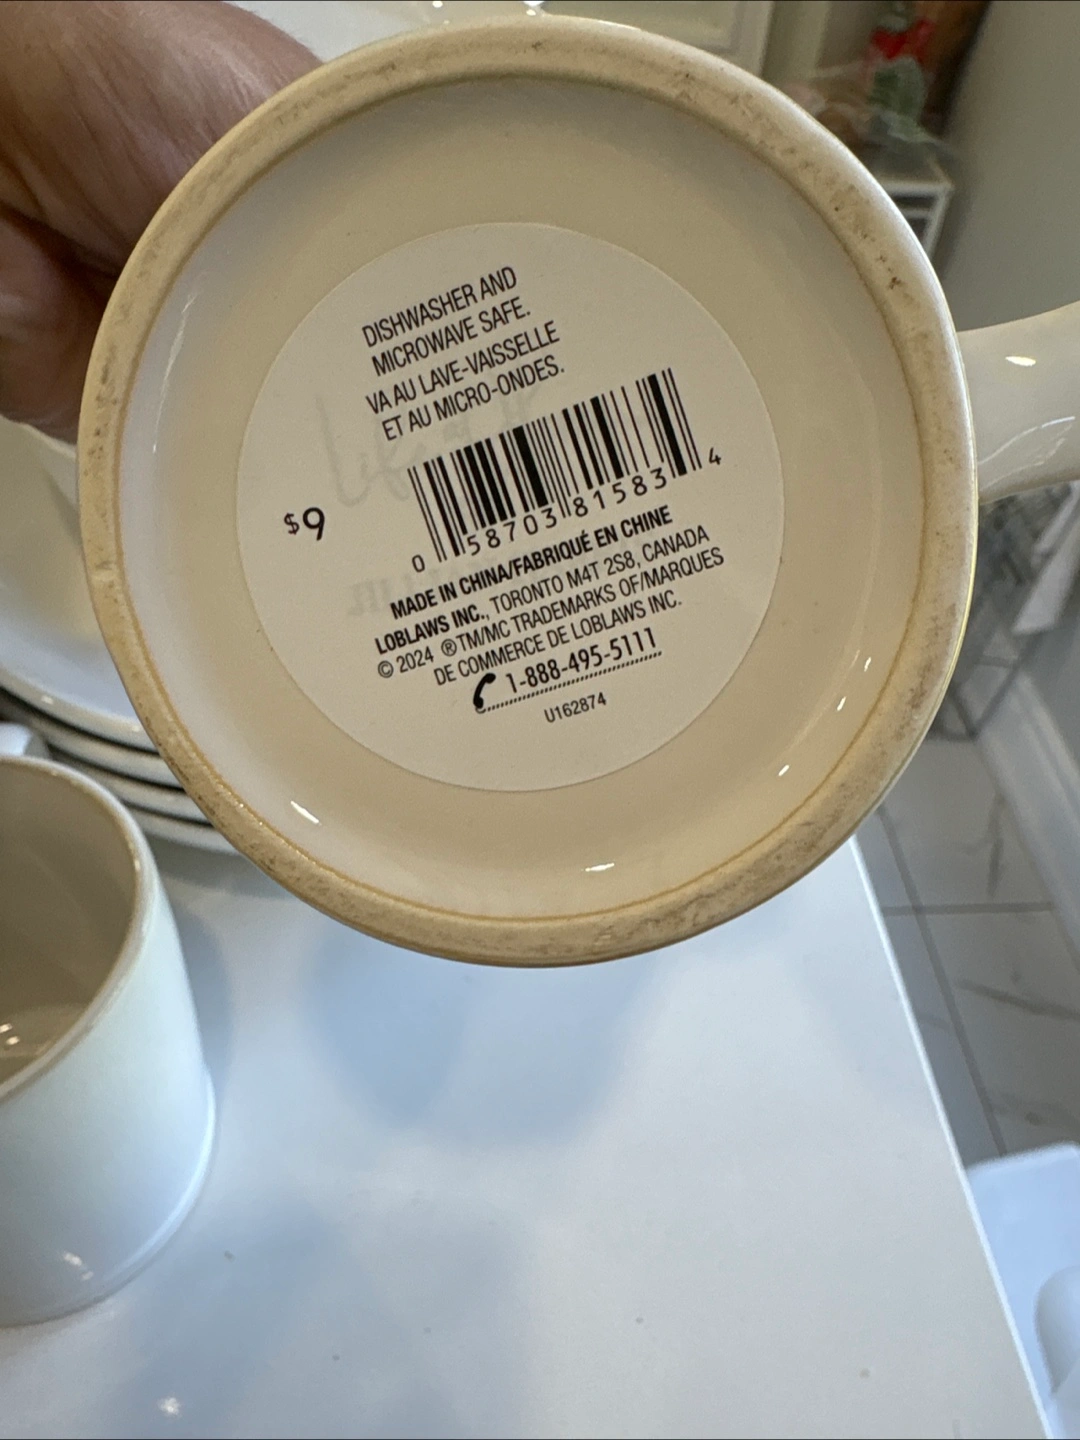 DISHWASHER AND
MICROWAVE SAFE.
VA AU LAVE-VAISSELLE
ET AU MICRO-ONDES.
$9
0 58703 81583 4
MADE IN CHINA/FABRIQUÉ EN CHINE
LOBLAWS INC., TORONTO M4T 2S8, CANADA
© 2024 ®TM/MC TRADEMARKS OF/MARQUES
DE COMMERCE DE LOBLAWS INC.
1-888-495-5111
U162874